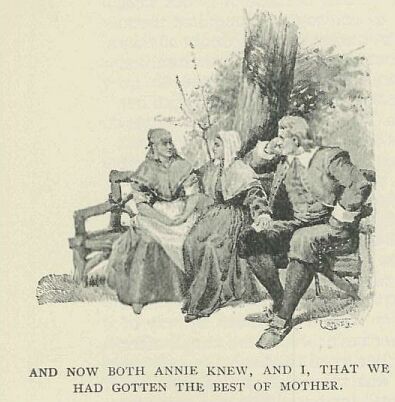 AND NOW BOTH ANNIE KNEW, AND I, THAT WE
HAD GOTTEN THE BEST OF MOTHER.